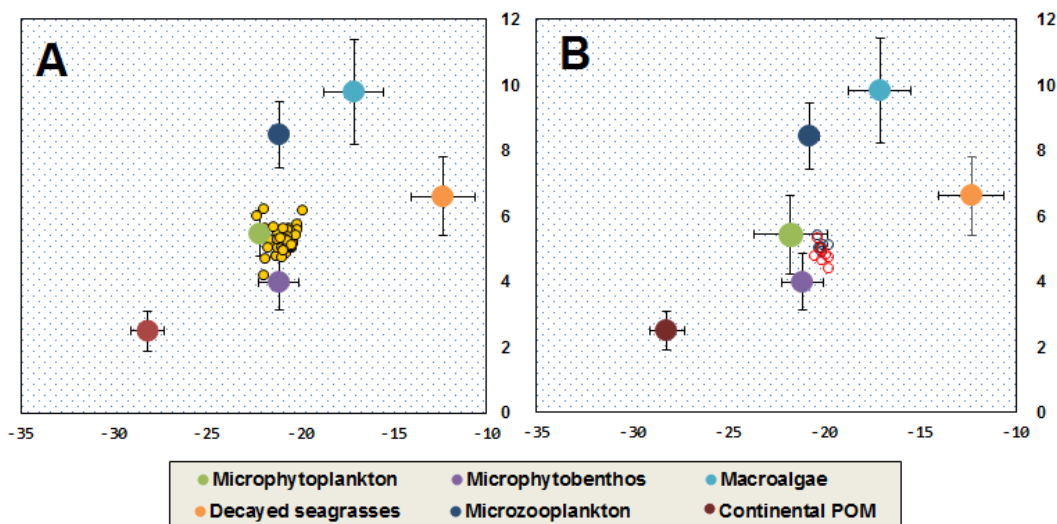 A
B
12
10
8
6
4
2
0
12
10
8
6
4
2
0
-35 -30 -25 -20 -15 -10
-35 -30 -25 -20 -15 -10
Microphytoplankton Microphytobenthos Macroalgae
Decayed seagrasses Microzooplankton Continental POM